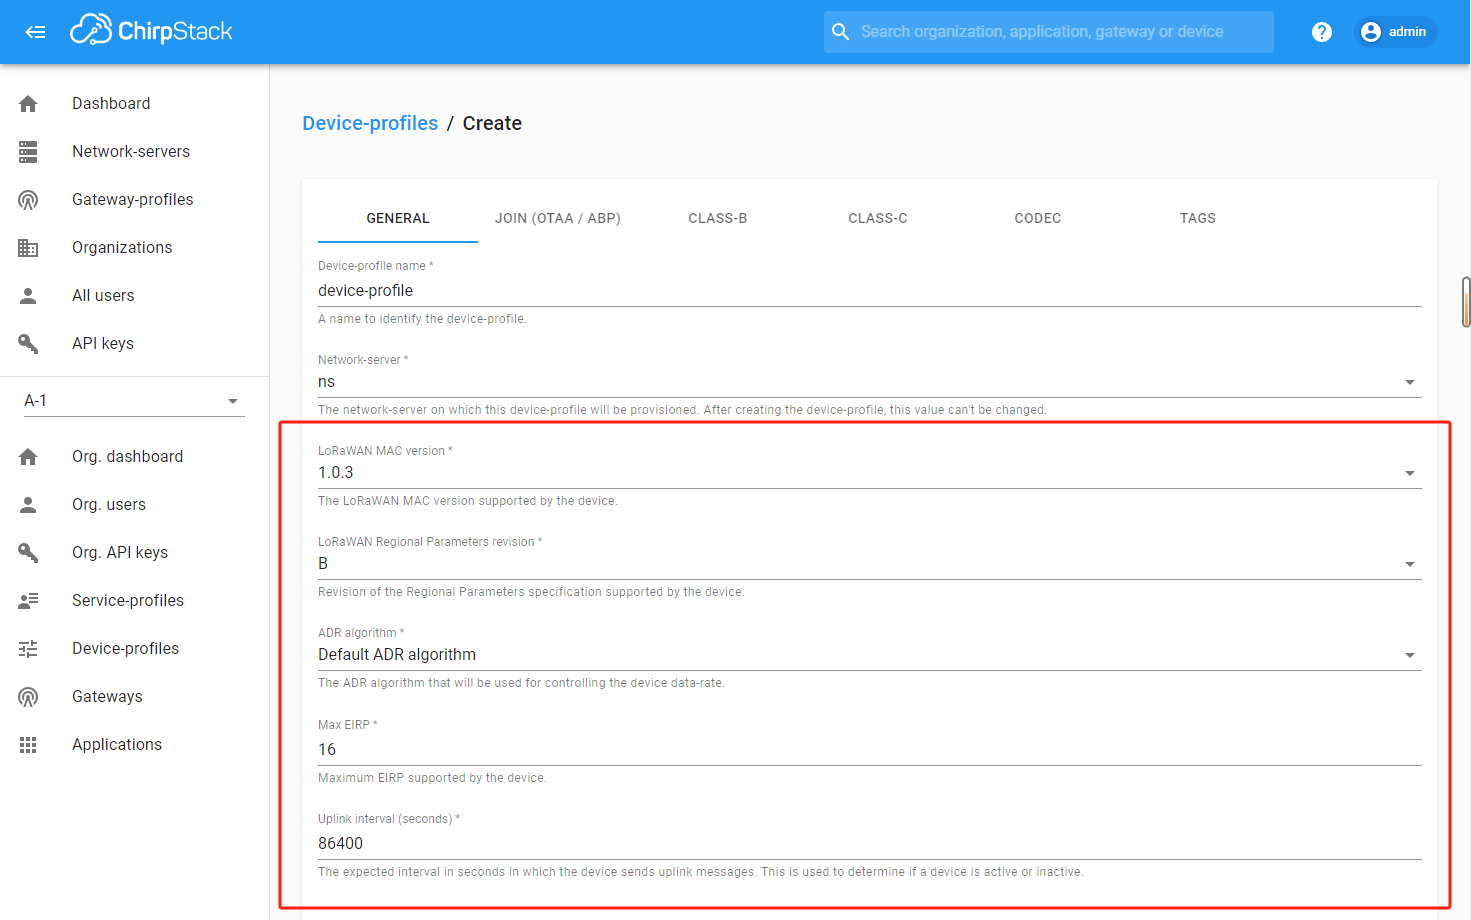 ChirpStack
Search organization, application, gateway or device
?
admin
Dashboard
Network-servers
Gateway-profiles
Organizations
All users
API keys
A-1
Org. dashboard
Org. users
Org. API keys
Service-profiles
Device-profiles
Gateways
Applications
Device-profiles / Create
GENERAL JOIN (OTAA / ABP) CLASS-B CLASS-C CODEC TAGS
Device-profile name *
device-profile
A name to identify the device-profile.
Network-server *
ns
The network-server on which this device-profile will be provisioned. After creating the device-profile, this value can't be changed.
LoRaWAN MAC version *
1.0.3
The LoRaWAN MAC version supported by the device.
LoRaWAN Regional Parameters revision *
B
Revision of the Regional Parameters specification supported by the device.
ADR algorithm *
Default ADR algorithm
The ADR algorithm that will be used for controlling the device data-rate.
Max EIRP *
16
Maximum EIRP supported by the device.
Uplink interval (seconds) *
86400
The expected interval in seconds in which the device sends uplink messages. This is used to determine if a device is active or inactive.